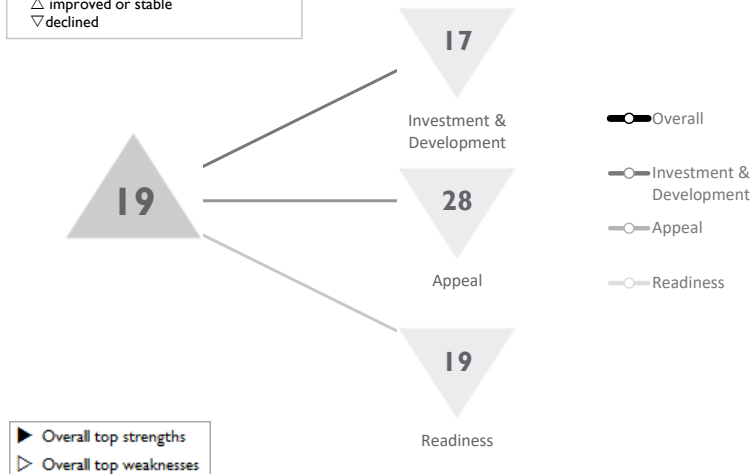 △ improved or stable
▽ declined
17
Investment &
Development
19
28
Appeal
19
Readiness
Overall
Investment &
Development
Appeal
Readiness
▶ Overall top strengths
▷ Overall top weaknesses